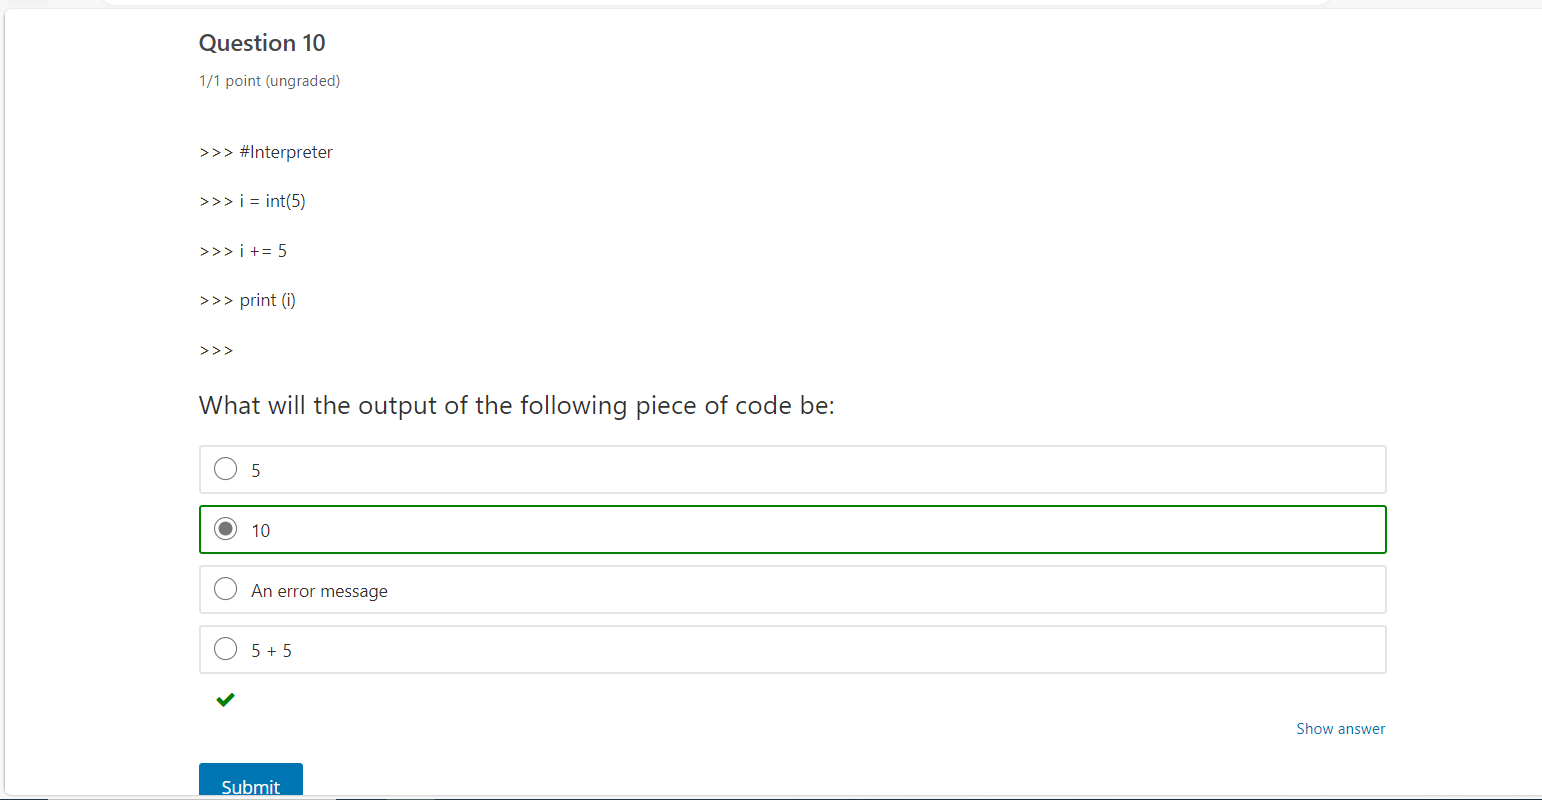 Question 10
1/1 point (ungraded)
>>> #Interpreter
>>> i = int(5)
>>> i += 5
>>> print (i)
>>>
What will the output of the following piece of code be:
5
10
An error message
5 + 5
Show answer
Submit